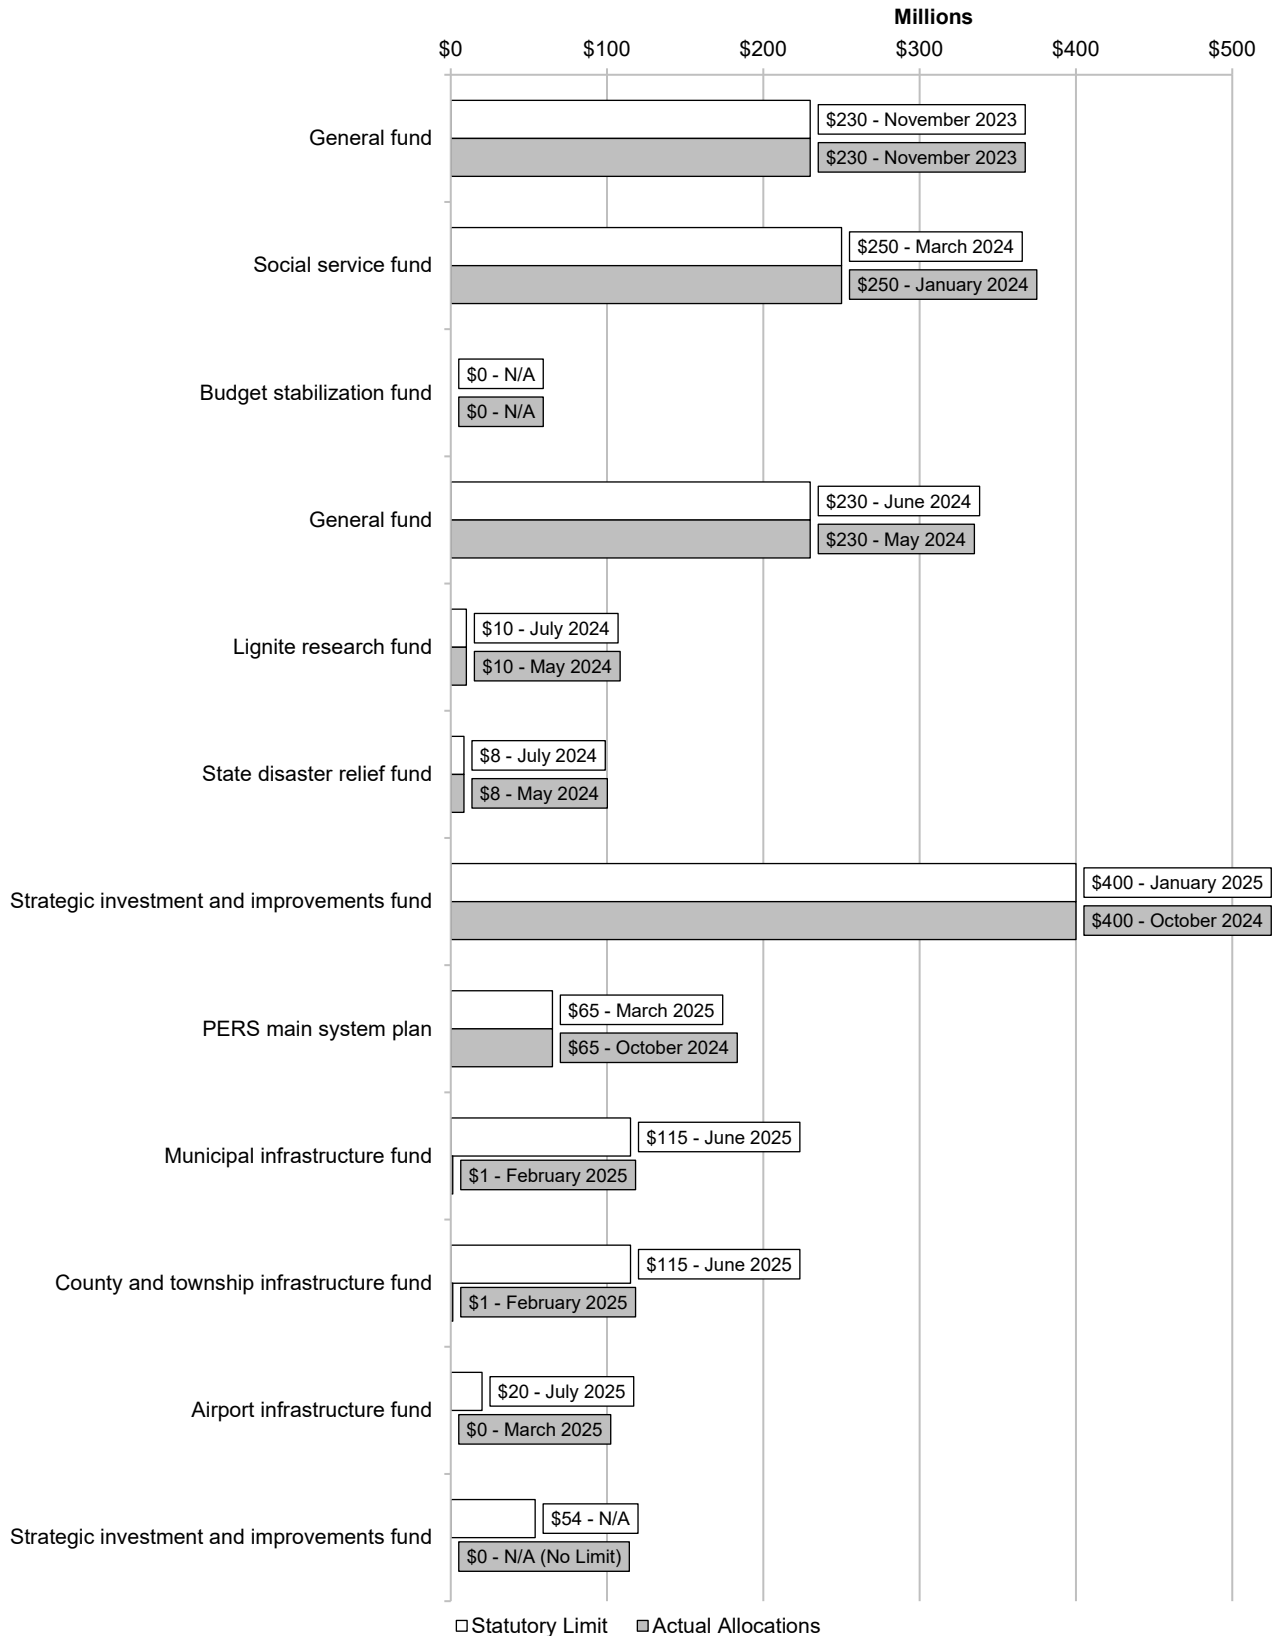 Millions
$0 $100 $200 $300 $400 $500
General fund
$230 - November 2023
$230 - November 2023
Social service fund
$250 - March 2024
$250 - January 2024
Budget stabilization fund
$0 - N/A
$0 - N/A
General fund
$230 - June 2024
$230 - May 2024
Lignite research fund
$10 - July 2024
$10 - May 2024
State disaster relief fund
$8 - July 2024
$8 - May 2024
Strategic investment and improvements fund
$400 - January 2025
$400 - October 2024
PERS main system plan
$65 - March 2025
$65 - October 2024
Municipal infrastructure fund
$115 - June 2025
$1 - February 2025
County and township infrastructure fund
$115 - June 2025
$1 - February 2025
Airport infrastructure fund
$20 - July 2025
$0 - March 2025
Strategic investment and improvements fund
$54 - N/A
$0 - N/A (No Limit)
Statutory Limit Actual Allocations